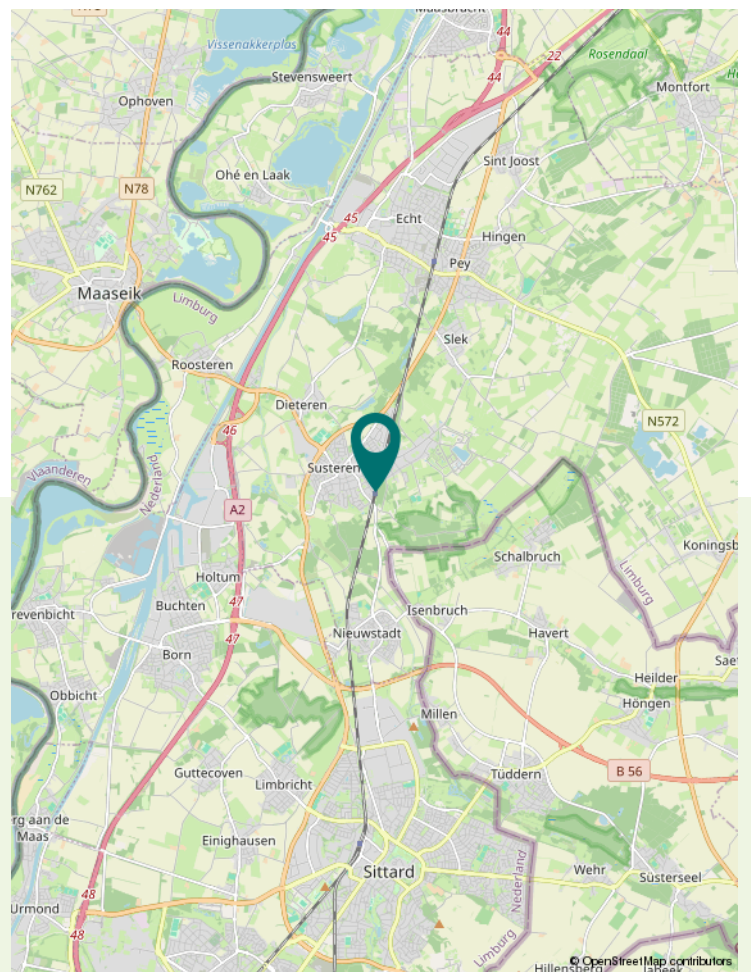 Maasbracht
44
Vissenakkerplas
22
Rosendaal
44
Stevensweert
Ophoven
Montfort
Sint Joost
Ohé en Laak
N762
N78
Echt
45
45
Hingen
Pey
Maaseik
Limburg
Slek
Roosteren
Dieteren
N572
46
Susteren
Vlaanderen
Nederland
A2
Koningsb
Schalbruch
Limburg
Holtum
Buchten
47
revenbicht
Isenbruch
47
Nieuwstadt
Havert
Born
Saef
Heilder
Obbicht
Höngen
Millen
Guttecoven
Tüddern
B 56
Limbricht
rg aan de
Maas
Einighausen
Sittard
Wehr
Süsterseel
Nederland
48
Urmond
48
Limburg
Hillensberg
© OpenStreetMap contributors